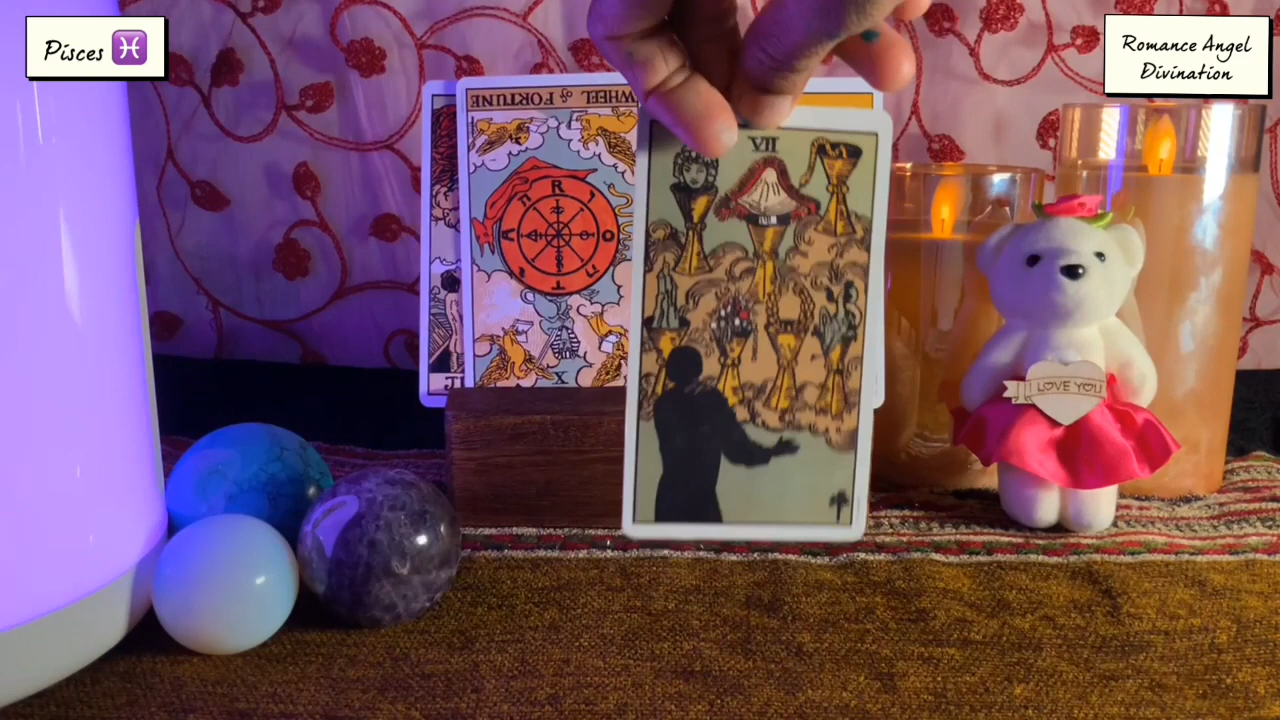 Pisces ♓
Romance Angel
Divination
WHEEL of FORTUNE
X
VII
I LOVE YOU